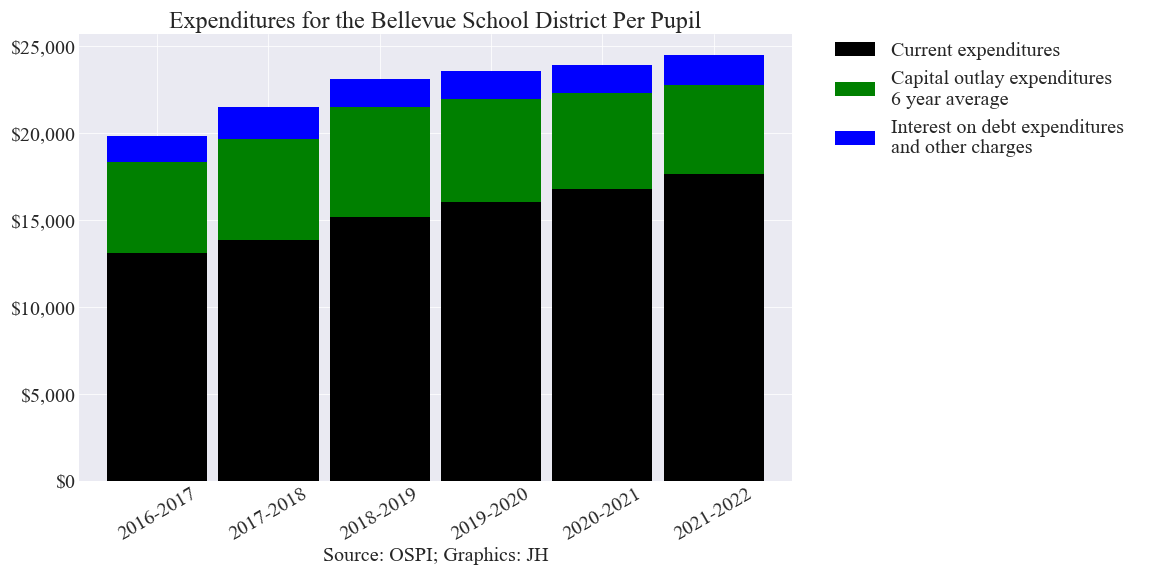 Expenditures for the Bellevue School District Per Pupil
$25,000
$20,000
$15,000
$10,000
$5,000
$0
2016-2017
2017-2018
2018-2019
2019-2020
2020-2021
2021-2022
Source: OSPI; Graphics: JH
Current expenditures
Capital outlay expenditures
6 year average
Interest on debt expenditures
and other charges